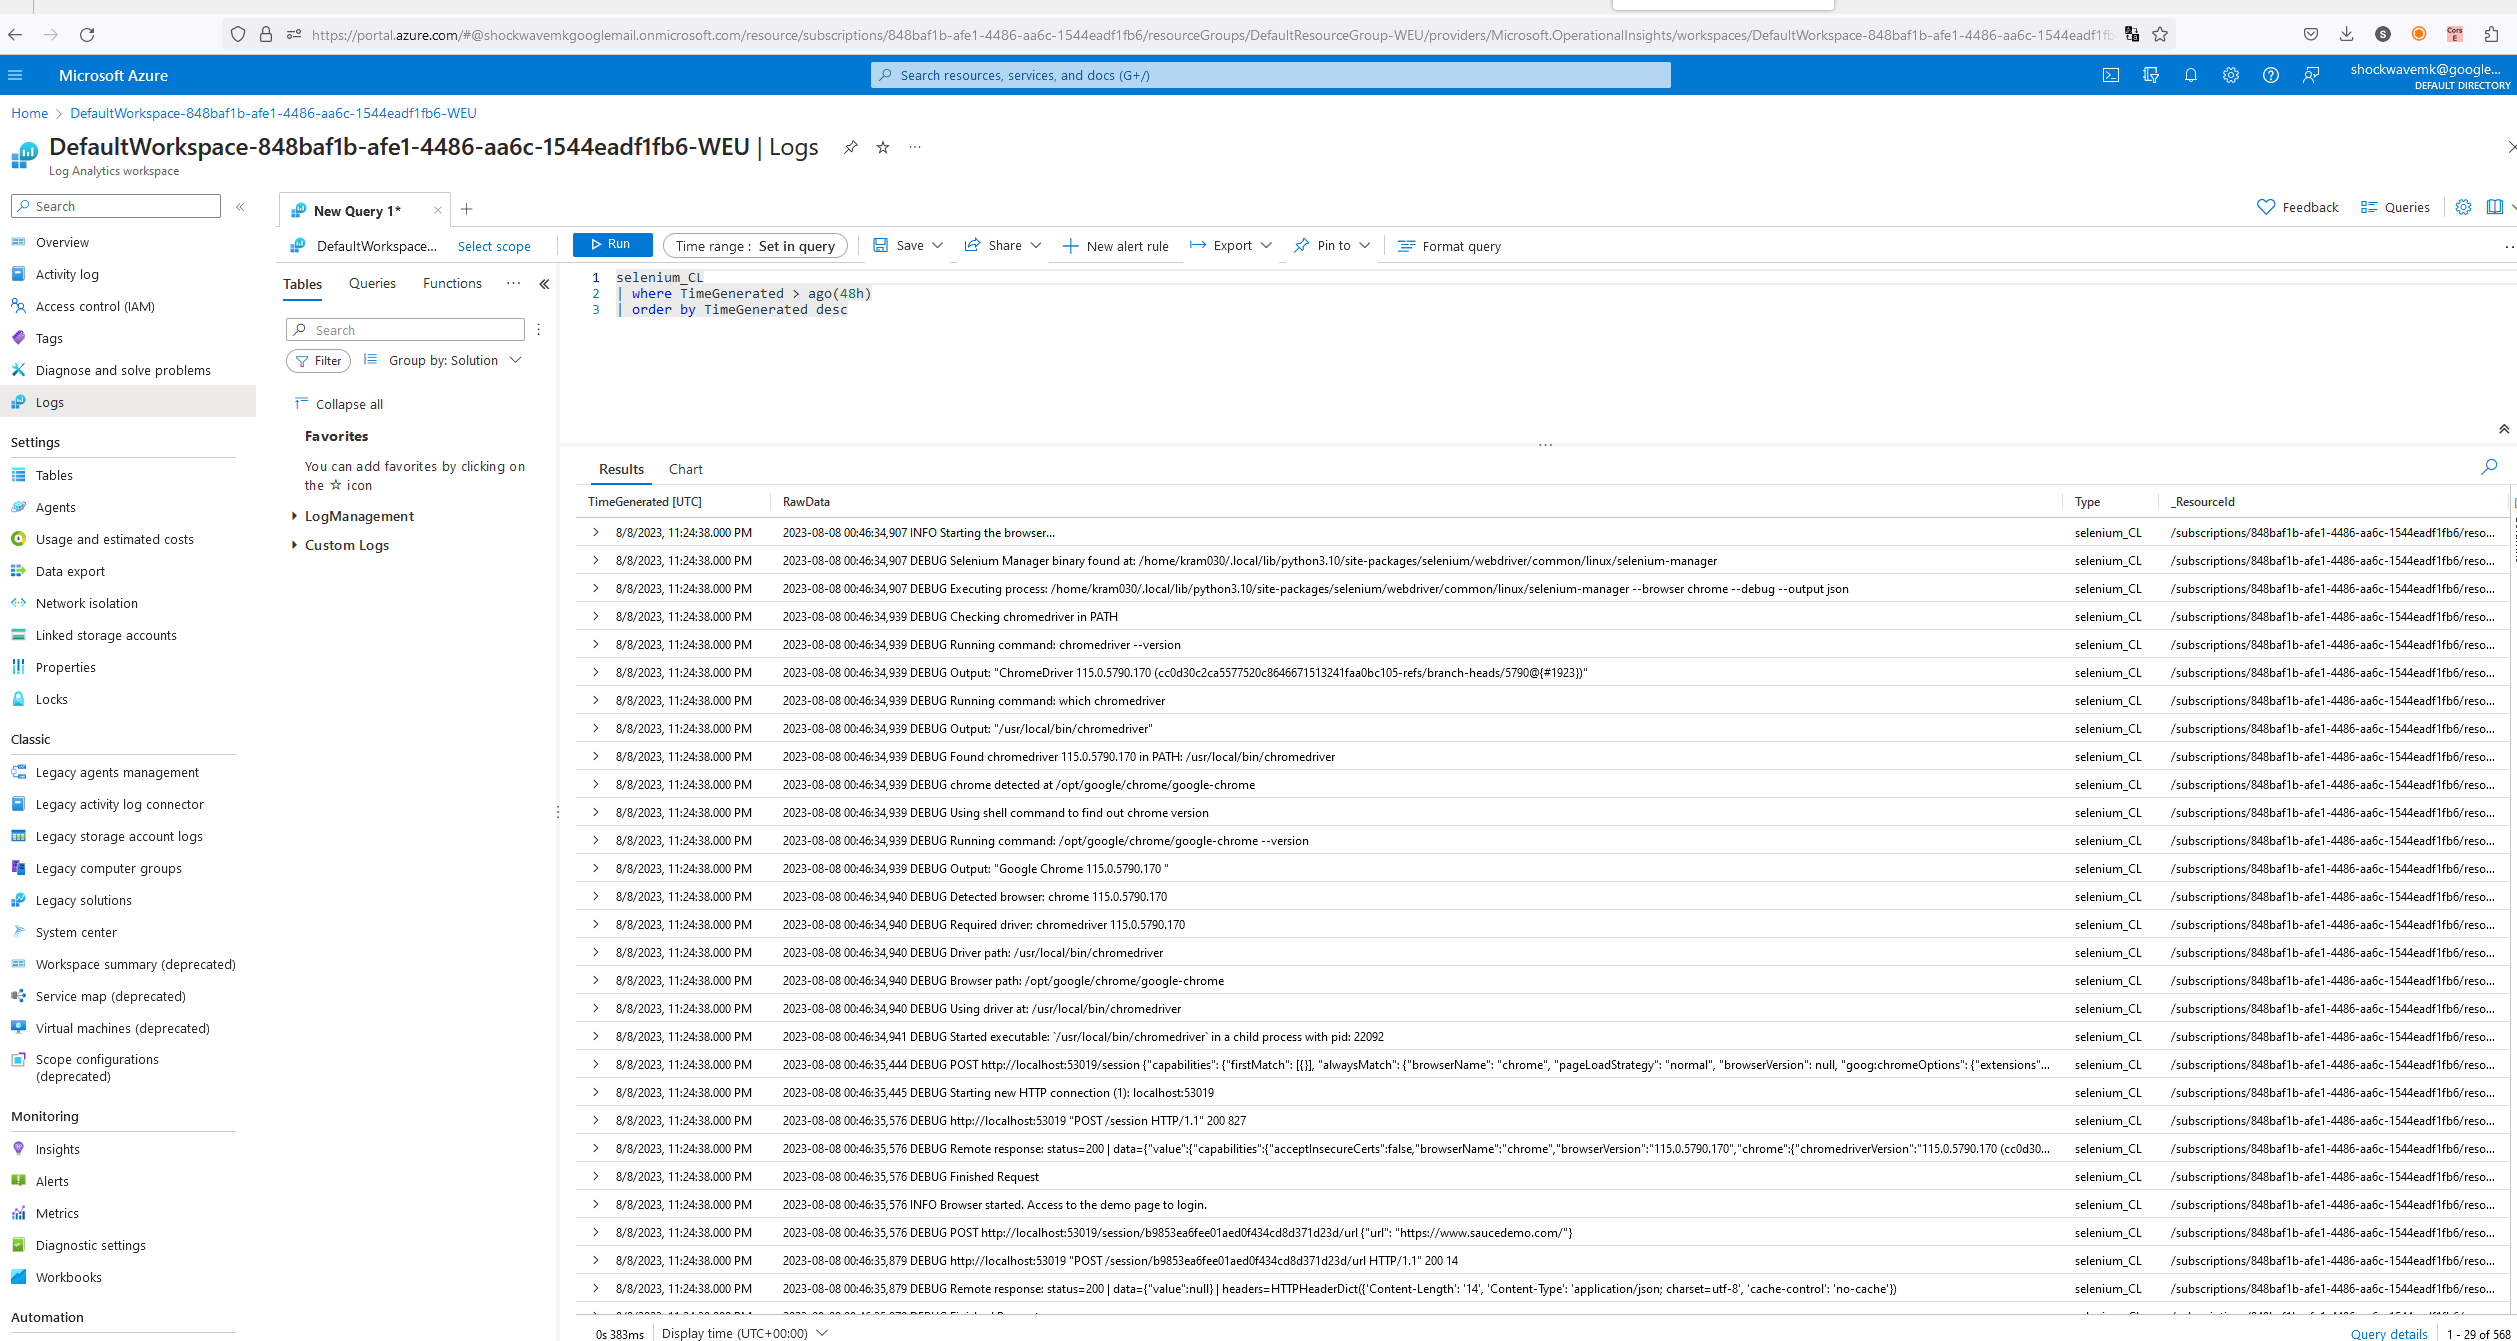 https://portal.azure.com/#@shockwavemkgooglemail.onmicrosoft.com/resource/subscriptions/848baf1b-afe1-4486-aa6c-1544eadf1fb6/resourceGroups/DefaultResourceGroup-WEU/providers/Microsoft.OperationalInsights/workspaces/DefaultWorkspace-848baf1b-afe1-4486-aa6c-1544eadf1fb
Microsoft Azure
Search resources, services, and docs (G+/)
shockwavemk@google...
DEFAULT DIRECTORY
Home > DefaultWorkspace-848baf1b-afe1-4486-aa6c-1544eadf1fb6-WEU
DefaultWorkspace-848baf1b-afe1-4486-aa6c-1544eadf1fb6-WEU | Logs
Log Analytics workspace
Search
Overview
Activity log
Access control (IAM)
Tags
Diagnose and solve problems
Logs
Settings
Tables
Agents
Usage and estimated costs
Data export
Network isolation
Linked storage accounts
Properties
Locks
Classic
Legacy agents management
Legacy activity log connector
Legacy storage account logs
Legacy computer groups
Legacy solutions
System center
Workspace summary (deprecated)
Service map (deprecated)
Virtual machines (deprecated)
Scope configurations
(deprecated)
Monitoring
Insights
Alerts
Metrics
Diagnostic settings
Workbooks
Automation
New Query 1*
Feedback Queries
DefaultWorkspace... Select scope
Run Time range : Set in query Save Share New alert rule Export Pin to Format query
Tables Queries Functions
Search
Filter Group by: Solution
Collapse all
Favorites
You can add favorites by clicking on
the ☆ icon
LogManagement
Custom Logs
1 selenium_CL
2 | where TimeGenerated > ago(48h)
3 | order by TimeGenerated desc
Results Chart
TimeGenerated [UTC] RawData Type _ResourceId
8/8/2023, 11:24:38.000 PM 2023-08-08 00:46:34,907 INFO Starting the browser... selenium_CL /subscriptions/848baf1b-afe1-4486-aa6c-1544eadf1fb6/reso...
8/8/2023, 11:24:38.000 PM 2023-08-08 00:46:34,907 DEBUG Selenium Manager binary found at: /home/kram030/.local/lib/python3.10/site-packages/selenium/webdriver/common/linux/selenium-manager selenium_CL /subscriptions/848baf1b-afe1-4486-aa6c-1544eadf1fb6/reso...
8/8/2023, 11:24:38.000 PM 2023-08-08 00:46:34,907 DEBUG Executing process: /home/kram030/.local/lib/python3.10/site-packages/selenium/webdriver/common/linux/selenium-manager --browser chrome --debug --output json selenium_CL /subscriptions/848baf1b-afe1-4486-aa6c-1544eadf1fb6/reso...
8/8/2023, 11:24:38.000 PM 2023-08-08 00:46:34,939 DEBUG Checking chromedriver in PATH selenium_CL /subscriptions/848baf1b-afe1-4486-aa6c-1544eadf1fb6/reso...
8/8/2023, 11:24:38.000 PM 2023-08-08 00:46:34,939 DEBUG Running command: chromedriver --version selenium_CL /subscriptions/848baf1b-afe1-4486-aa6c-1544eadf1fb6/reso...
8/8/2023, 11:24:38.000 PM 2023-08-08 00:46:34,939 DEBUG Output: "ChromeDriver 115.0.5790.170 (cc0d30c2ca5577520c8646671513241faa0bc105-refs/branch-heads/5790@{#1923})" selenium_CL /subscriptions/848baf1b-afe1-4486-aa6c-1544eadf1fb6/reso...
8/8/2023, 11:24:38.000 PM 2023-08-08 00:46:34,939 DEBUG Running command: which chromedriver selenium_CL /subscriptions/848baf1b-afe1-4486-aa6c-1544eadf1fb6/reso...
8/8/2023, 11:24:38.000 PM 2023-08-08 00:46:34,939 DEBUG Output: "/usr/local/bin/chromedriver" selenium_CL /subscriptions/848baf1b-afe1-4486-aa6c-1544eadf1fb6/reso...
8/8/2023, 11:24:38.000 PM 2023-08-08 00:46:34,939 DEBUG Found chromedriver 115.0.5790.170 in PATH: /usr/local/bin/chromedriver selenium_CL /subscriptions/848baf1b-afe1-4486-aa6c-1544eadf1fb6/reso...
8/8/2023, 11:24:38.000 PM 2023-08-08 00:46:34,939 DEBUG chrome detected at /opt/google/chrome/google-chrome selenium_CL /subscriptions/848baf1b-afe1-4486-aa6c-1544eadf1fb6/reso...
8/8/2023, 11:24:38.000 PM 2023-08-08 00:46:34,939 DEBUG Using shell command to find out chrome version selenium_CL /subscriptions/848baf1b-afe1-4486-aa6c-1544eadf1fb6/reso...
8/8/2023, 11:24:38.000 PM 2023-08-08 00:46:34,939 DEBUG Running command: /opt/google/chrome/google-chrome --version selenium_CL /subscriptions/848baf1b-afe1-4486-aa6c-1544eadf1fb6/reso...
8/8/2023, 11:24:38.000 PM 2023-08-08 00:46:34,939 DEBUG Output: "Google Chrome 115.0.5790.170 " selenium_CL /subscriptions/848baf1b-afe1-4486-aa6c-1544eadf1fb6/reso...
8/8/2023, 11:24:38.000 PM 2023-08-08 00:46:34,940 DEBUG Detected browser: chrome 115.0.5790.170 selenium_CL /subscriptions/848baf1b-afe1-4486-aa6c-1544eadf1fb6/reso...
8/8/2023, 11:24:38.000 PM 2023-08-08 00:46:34,940 DEBUG Required driver: chromedriver 115.0.5790.170 selenium_CL /subscriptions/848baf1b-afe1-4486-aa6c-1544eadf1fb6/reso...
8/8/2023, 11:24:38.000 PM 2023-08-08 00:46:34,940 DEBUG Driver path: /usr/local/bin/chromedriver selenium_CL /subscriptions/848baf1b-afe1-4486-aa6c-1544eadf1fb6/reso...
8/8/2023, 11:24:38.000 PM 2023-08-08 00:46:34,940 DEBUG Browser path: /opt/google/chrome/google-chrome selenium_CL /subscriptions/848baf1b-afe1-4486-aa6c-1544eadf1fb6/reso...
8/8/2023, 11:24:38.000 PM 2023-08-08 00:46:34,940 DEBUG Using driver at: /usr/local/bin/chromedriver selenium_CL /subscriptions/848baf1b-afe1-4486-aa6c-1544eadf1fb6/reso...
8/8/2023, 11:24:38.000 PM 2023-08-08 00:46:34,941 DEBUG Started executable: `/usr/local/bin/chromedriver` in a child process with pid: 22092 selenium_CL /subscriptions/848baf1b-afe1-4486-aa6c-1544eadf1fb6/reso...
8/8/2023, 11:24:38.000 PM 2023-08-08 00:46:35,444 DEBUG POST http://localhost:53019/session {"capabilities": {"firstMatch": [{}], "alwaysMatch": {"browserName": "chrome", "pageLoadStrategy": "normal", "browserVersion": null, "goog:chromeOptions": {"extensions"... selenium_CL /subscriptions/848baf1b-afe1-4486-aa6c-1544eadf1fb6/reso...
8/8/2023, 11:24:38.000 PM 2023-08-08 00:46:35,445 DEBUG Starting new HTTP connection (1): localhost:53019 selenium_CL /subscriptions/848baf1b-afe1-4486-aa6c-1544eadf1fb6/reso...
8/8/2023, 11:24:38.000 PM 2023-08-08 00:46:35,576 DEBUG http://localhost:53019 "POST /session HTTP/1.1" 200 827 selenium_CL /subscriptions/848baf1b-afe1-4486-aa6c-1544eadf1fb6/reso...
8/8/2023, 11:24:38.000 PM 2023-08-08 00:46:35,576 DEBUG Remote response: status=200 | data={"value":{"capabilities":{"acceptInsecureCerts":false,"browserName":"chrome","browserVersion":"115.0.5790.170","chrome":{"chromedriverVersion":"115.0.5790.170 (cc0d30... selenium_CL /subscriptions/848baf1b-afe1-4486-aa6c-1544eadf1fb6/reso...
8/8/2023, 11:24:38.000 PM 2023-08-08 00:46:35,576 DEBUG Finished Request selenium_CL /subscriptions/848baf1b-afe1-4486-aa6c-1544eadf1fb6/reso...
8/8/2023, 11:24:38.000 PM 2023-08-08 00:46:35,576 INFO Browser started. Access to the demo page to login. selenium_CL /subscriptions/848baf1b-afe1-4486-aa6c-1544eadf1fb6/reso...
8/8/2023, 11:24:38.000 PM 2023-08-08 00:46:35,576 DEBUG POST http://localhost:53019/session/b9853ea6fee01aed0f434cd8d371d23d/url {"url": "https://www.saucedemo.com/"} selenium_CL /subscriptions/848baf1b-afe1-4486-aa6c-1544eadf1fb6/reso...
8/8/2023, 11:24:38.000 PM 2023-08-08 00:46:35,879 DEBUG http://localhost:53019 "POST /session/b9853ea6fee01aed0f434cd8d371d23d/url HTTP/1.1" 200 14 selenium_CL /subscriptions/848baf1b-afe1-4486-aa6c-1544eadf1fb6/reso...
8/8/2023, 11:24:38.000 PM 2023-08-08 00:46:35,879 DEBUG Remote response: status=200 | data={"value":null} | headers=HTTPHeaderDict({'Content-Length': '14', 'Content-Type': 'application/json; charset=utf-8', 'cache-control': 'no-cache'}) selenium_CL /subscriptions/848baf1b-afe1-4486-aa6c-1544eadf1fb6/reso...
0s 383ms Display time (UTC+00:00) Query details 1 - 29 of 568